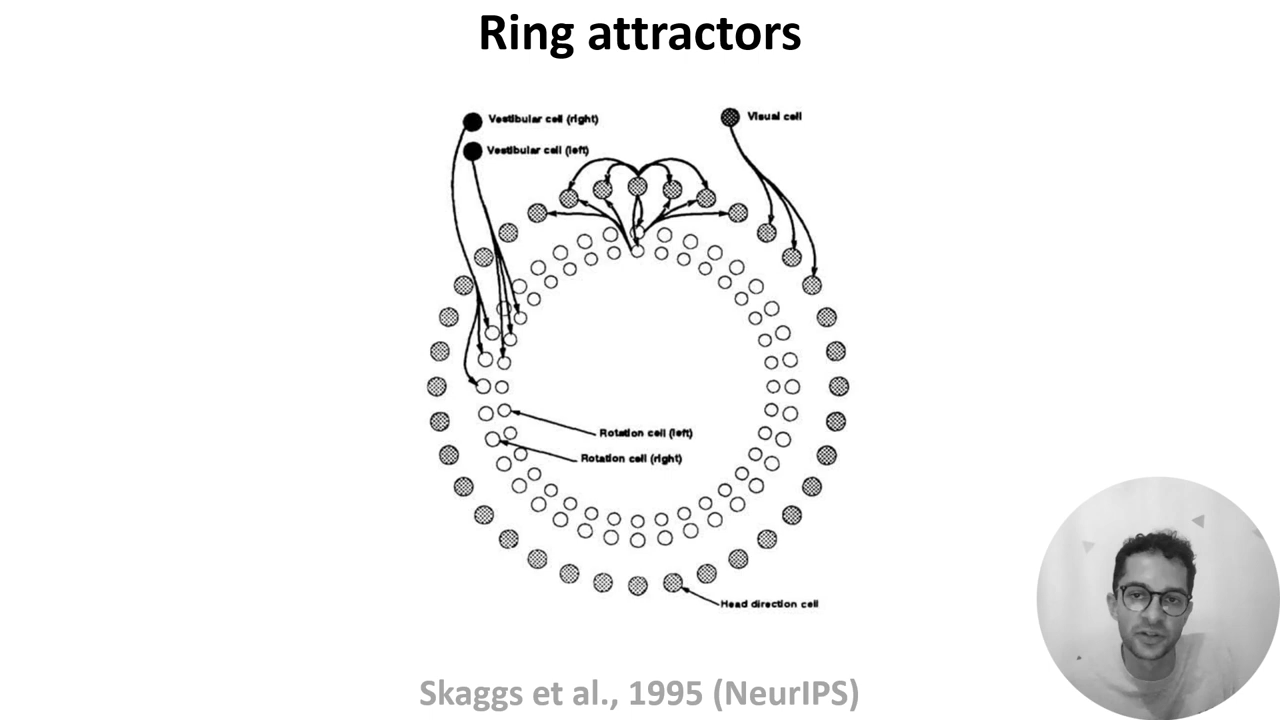 Ring attractors
Vestibular cell (right)
Visual cell
Vestibular cell (left)
Rotation cell (left)
Rotation cell (right)
Head direction cell
Skaggs et al., 1995 (NeurIPS)